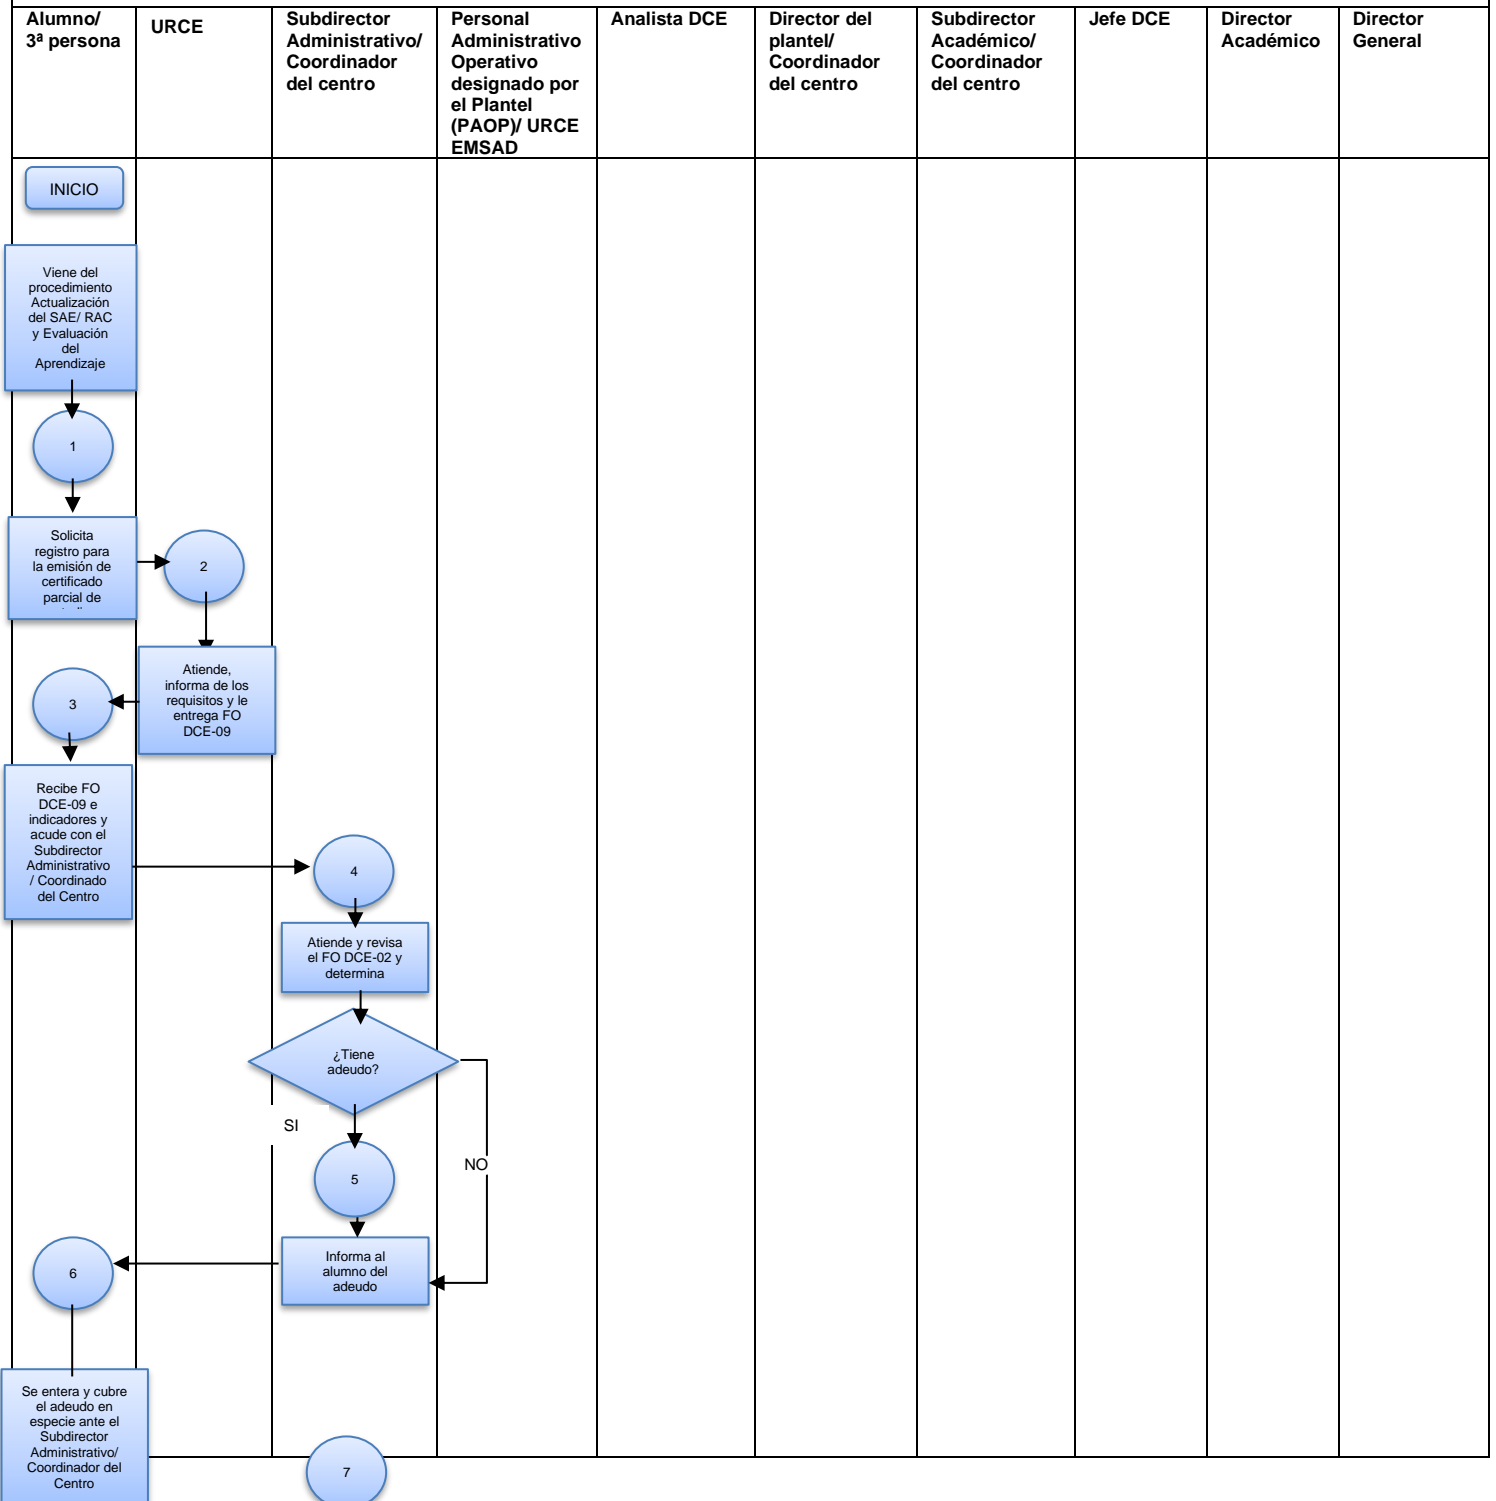 Alumno/
3ª persona
URCE
Subdirector
Administrativo/
Coordinador
del centro
Personal
Administrativo
Operativo
designado por
el Plantel
(PAOP)/ URCE
EMSAD
Analista DCE
Director del
plantel/
Coordinador
del centro
Subdirector
Académico/
Coordinador
del centro
Jefe DCE
Director
Académico
Director
General
INICIO
Viene del
procedimiento
Actualización
del SAE/ RAC
y Evaluación
del
Aprendizaje
1
Solicita
registro para
la emisión de
certificado
parcial de
2
Atiende,
informa de los
requisitos y le
entrega FO
DCE-09
3
Recibe FO
DCE-09 e
indicadores y
acude con el
Subdirector
Administrativo
/ Coordinado
del Centro
4
Atiende y revisa
el FO DCE-02 y
determina
¿Tiene
adeudo?
SI
NO
5
Informa al
alumno del
adeudo
6
Se entera y cubre
el adeudo en
especie ante el
Subdirector
Administrativo/
Coordinador del
Centro
7